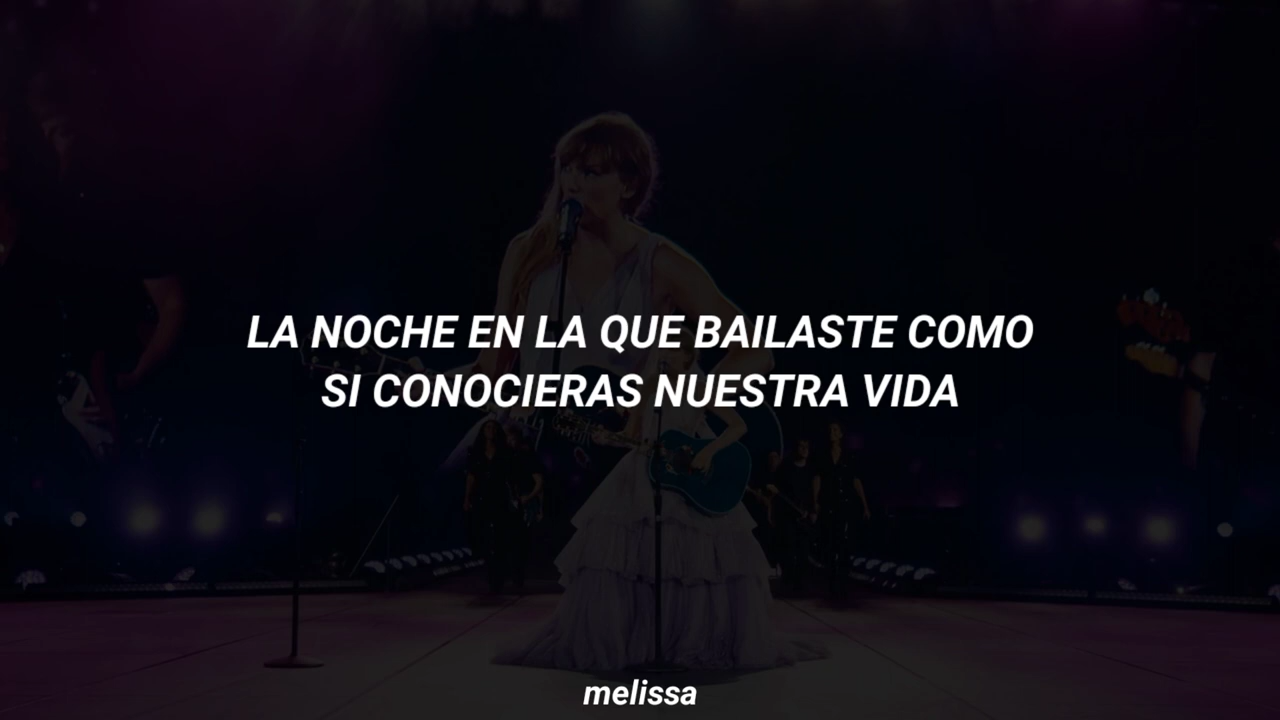 LA NOCHE EN LA QUE BAILASTE COMO
SI CONOCIERAS NUESTRA VIDA
melissa